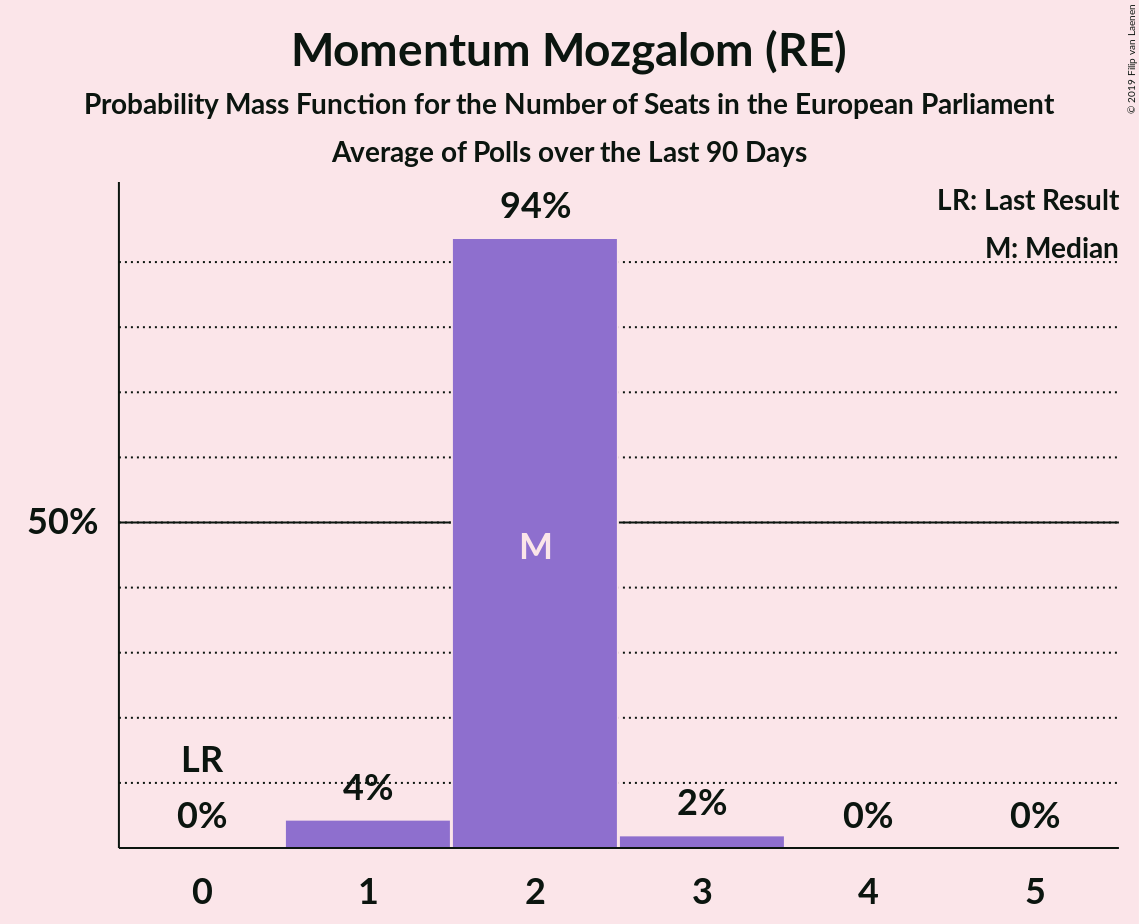 Momentum Mozgalom (RE)
Probability Mass Function for the Number of Seats in the European Parliament
Average of Polls over the Last 90 Days
© 2019 Filip van Laenen
LR: Last Result
M: Median
94%
50%
M
LR
0%
4%
2%
0%
0%
0
1
2
3
4
5